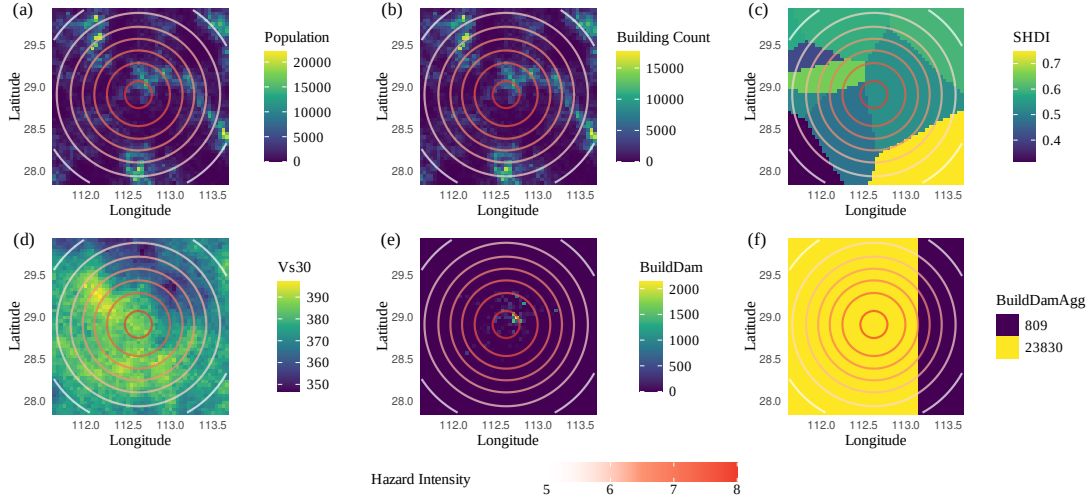 (a)
Latitude
29.5
29.0
28.5
28.0
112.0 112.5 113.0 113.5
Longitude
Population
20000
15000
10000
5000
0
(b)
Latitude
29.5
29.0
28.5
28.0
112.0 112.5 113.0 113.5
Longitude
Building Count
15000
10000
5000
0
(c)
Latitude
29.5
29.0
28.5
28.0
112.0 112.5 113.0 113.5
Longitude
SHDI
0.7
0.6
0.5
0.4
(d)
Latitude
29.5
29.0
28.5
28.0
112.0 112.5 113.0 113.5
Longitude
Vs30
390
380
370
360
350
(e)
Latitude
29.5
29.0
28.5
28.0
112.0 112.5 113.0 113.5
Longitude
BuildDam
2000
1500
1000
500
0
(f)
Latitude
29.5
29.0
28.5
28.0
112.0 112.5 113.0 113.5
Longitude
BuildDamAgg
809
23830
Hazard Intensity
5 6 7 8